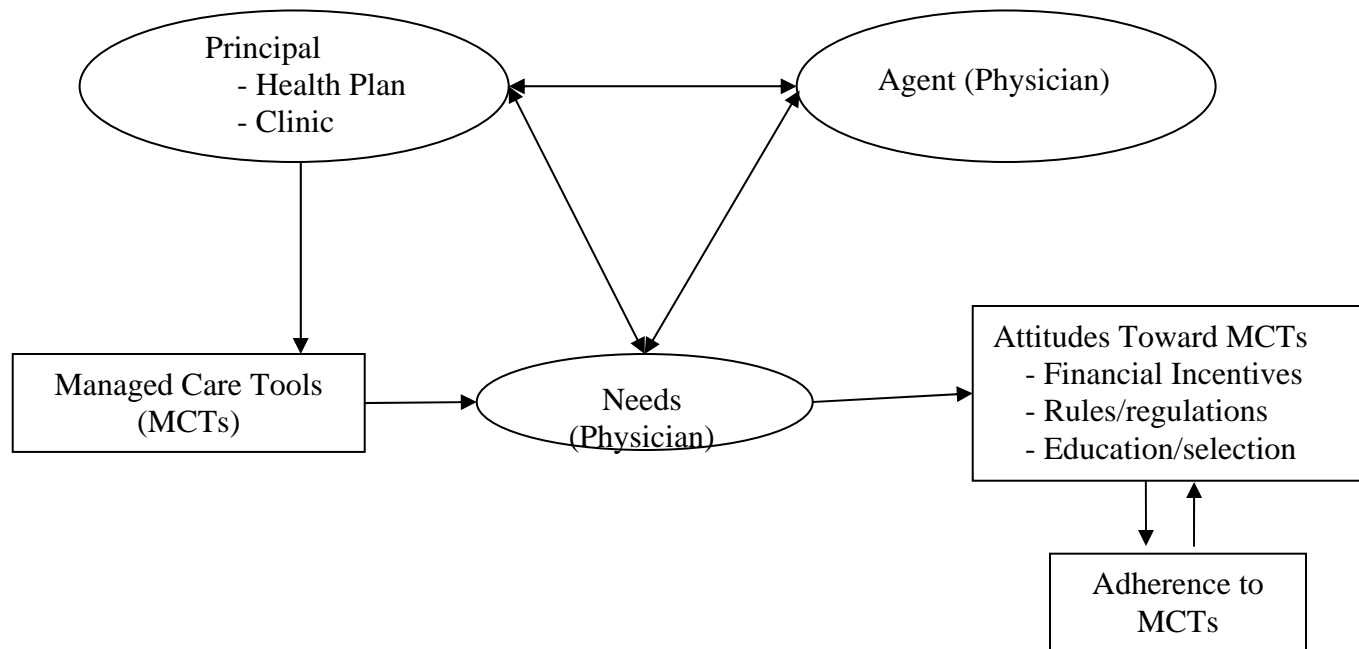 Principal
- Health Plan
- Clinic
Agent (Physician)
Managed Care Tools
(MCTs)
Needs
(Physician)
Attitudes Toward MCTs
- Financial Incentives
- Rules/regulations
- Education/selection
Adherence to
MCTs